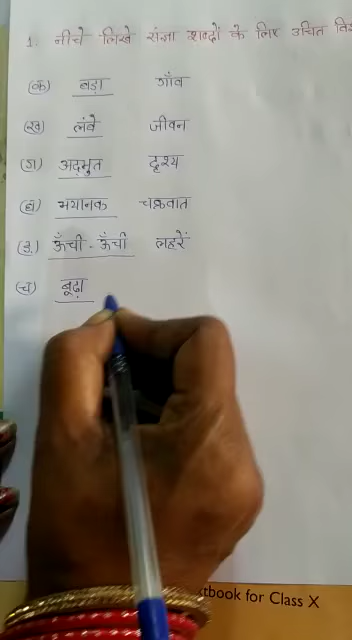 1. नीचे लिखे संज्ञा शब्दों के लिए उचित
(क) बड़ा गाँव
(ख) लंबे जीवन
(ग) अद्भुत दृश्य
(घ) भयानक चक्रवात
(ङ) ऊँची - ऊँची लहरें
(च) बूढ़ा
tbook for Class X